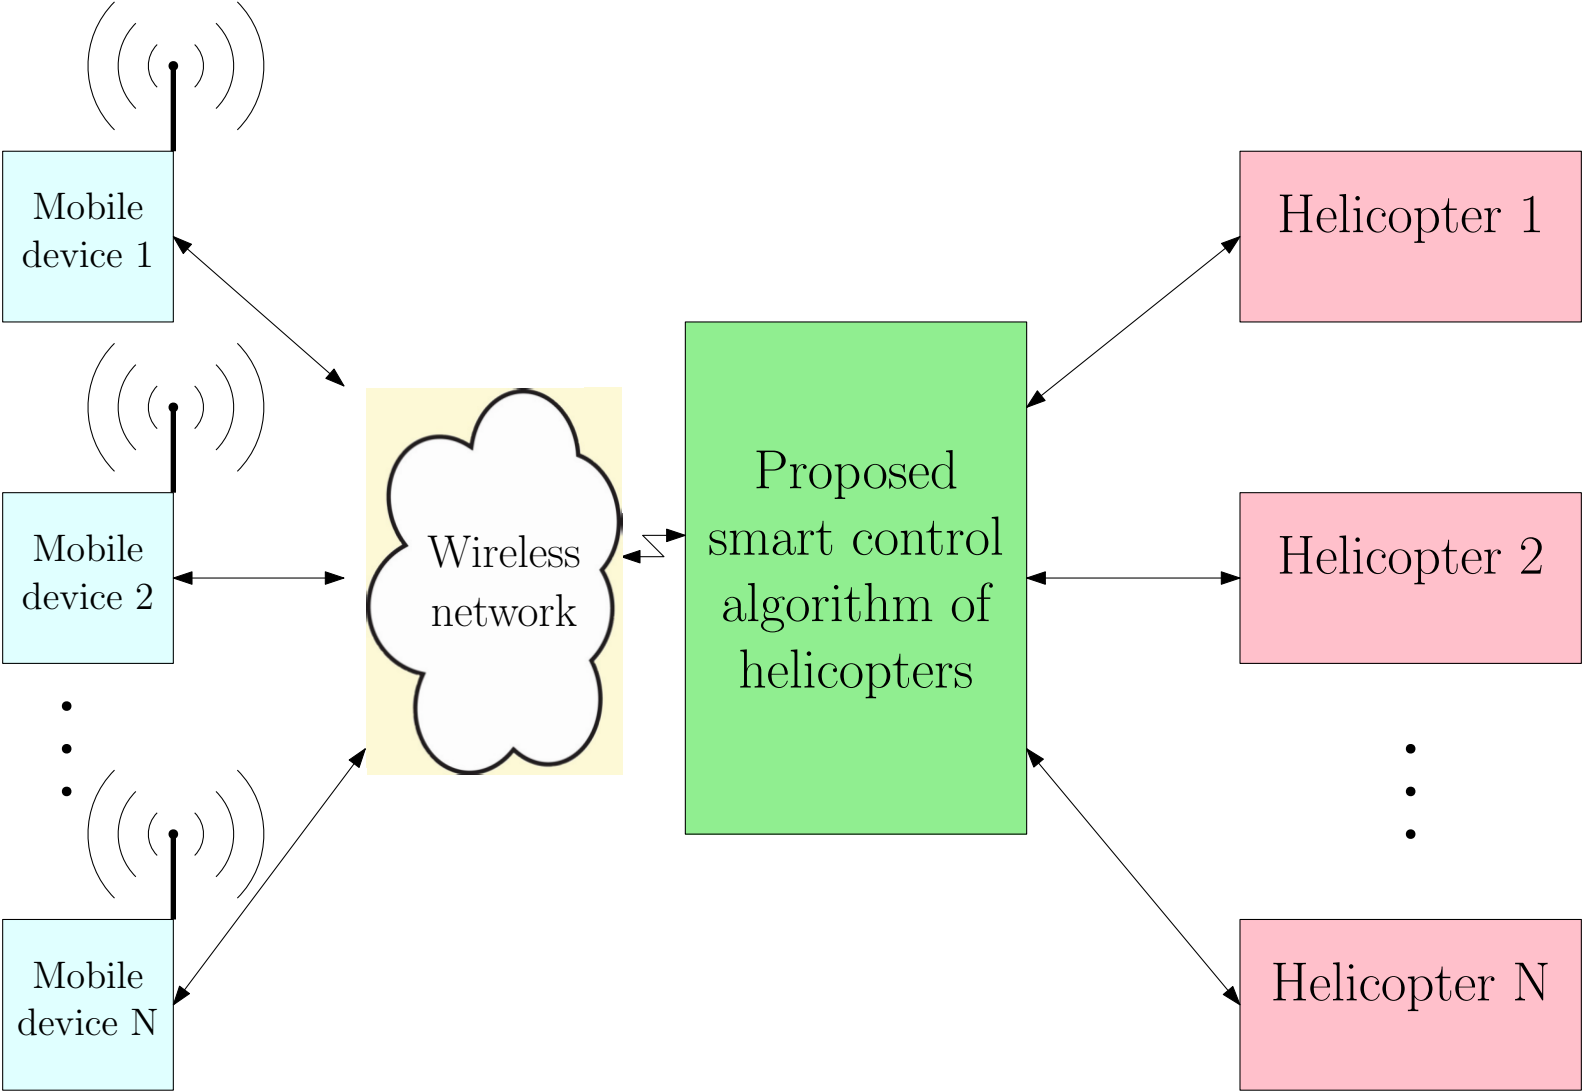 Mobile
device 1
Mobile
device 2
Mobile
device N
Wireless
network
Proposed
smart control
algorithm of
helicopters
Helicopter 1
Helicopter 2
Helicopter N